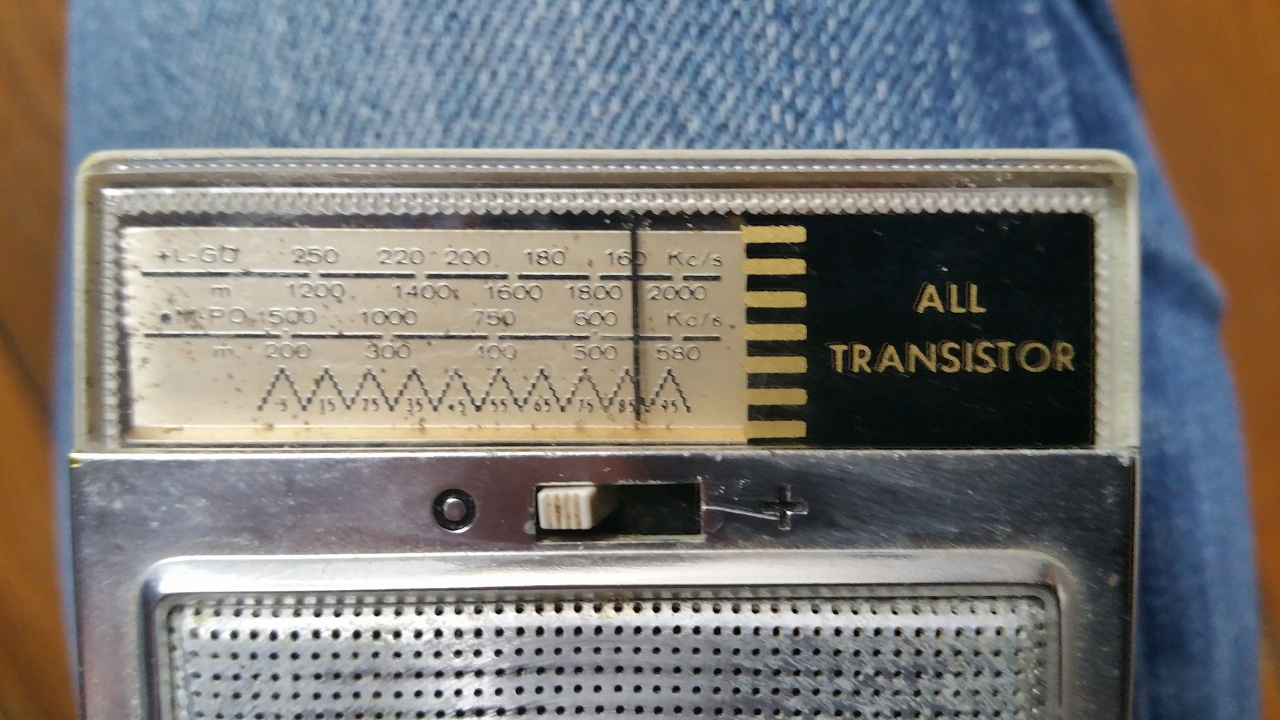 +L-GO 250 220 200 180 160 Kc/s
m 1200 1400 1600 1800 2000
•M-PO 1500 1000 750 600 Kc/s
m 200 300 400 500 580
5 15 25 35 45 55 65 75 85 95
ALL
TRANSISTOR
O +